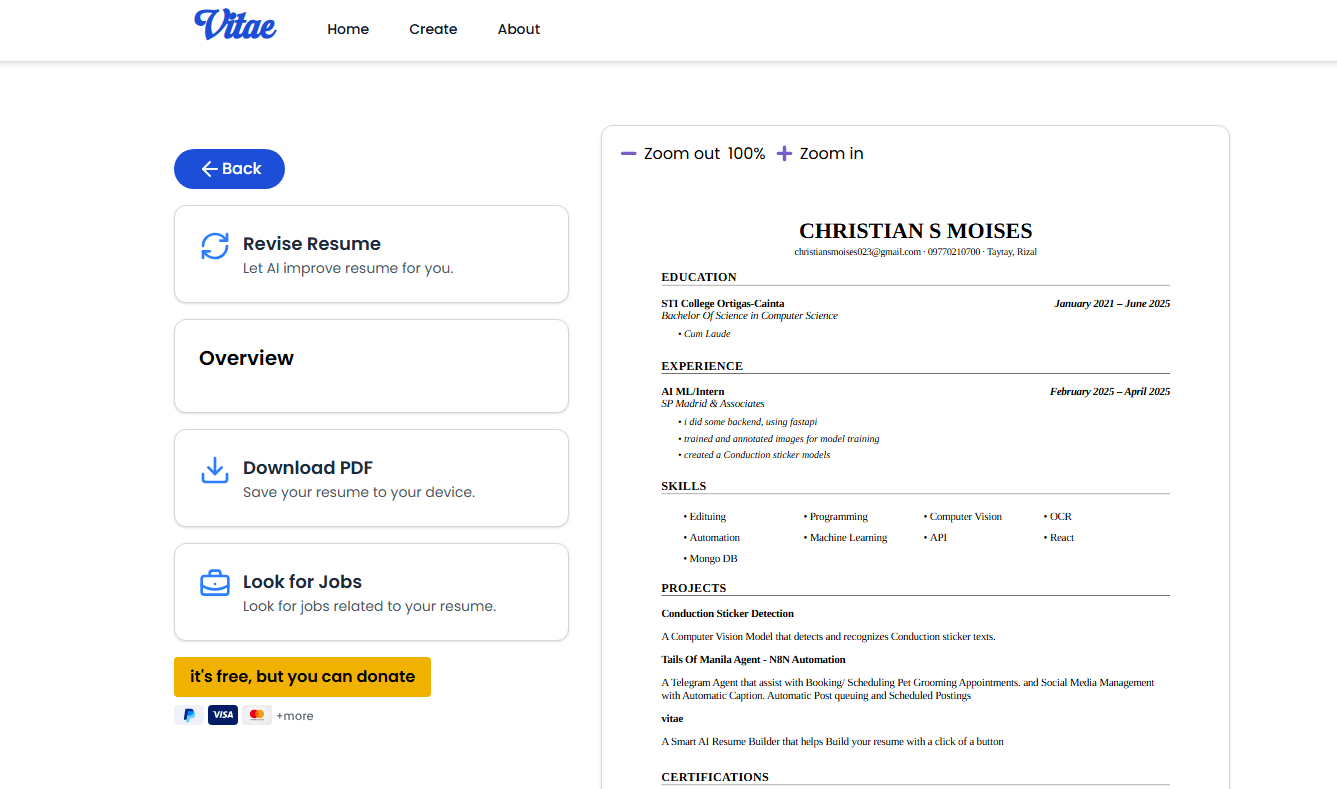 Vitae
Home Create About
Back
Revise Resume
Let AI improve resume for you.
Overview
Download PDF
Save your resume to your device.
Look for Jobs
Look for jobs related to your resume.
it's free, but you can donate
VISA
+more
Zoom out 100% Zoom in
CHRISTIAN S MOISES
christiansmoises023@gmail.com · 09770210700 · Taytay, Rizal
EDUCATION
STI College Ortigas-Cainta January 2021 – June 2025
Bachelor Of Science in Computer Science
• Cum Laude
EXPERIENCE
AI ML/Intern February 2025 – April 2025
SP Madrid & Associates
• i did some backend, using fastapi
• trained and annotated images for model training
• created a Conduction sticker models
SKILLS
• Edituing • Programming • Computer Vision • OCR
• Automation • Machine Learning • API • React
• Mongo DB
PROJECTS
Conduction Sticker Detection
A Computer Vision Model that detects and recognizes Conduction sticker texts.
Tails Of Manila Agent - N8N Automation
A Telegram Agent that assist with Booking/ Scheduling Pet Grooming Appointments. and Social Media Management
with Automatic Caption. Automatic Post queuing and Scheduled Postings
vitae
A Smart AI Resume Builder that helps Build your resume with a click of a button
CERTIFICATIONS